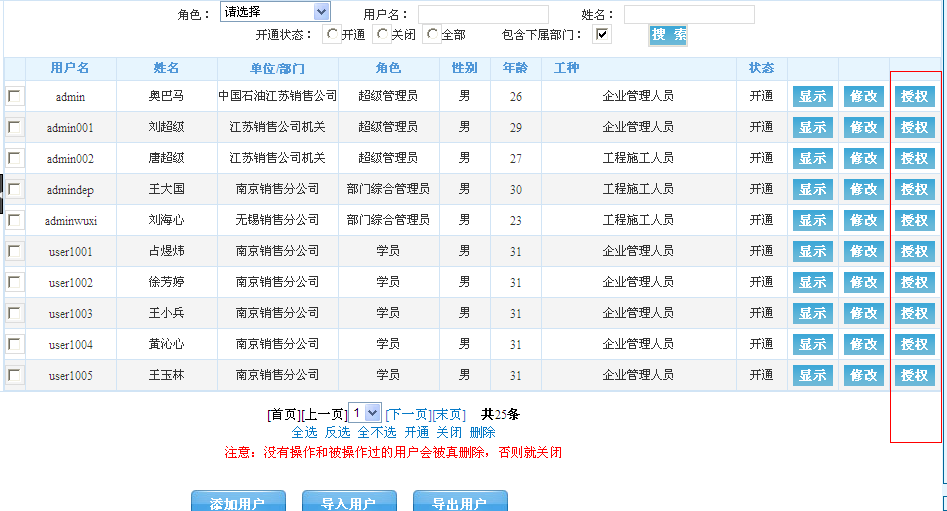 角色： 请选择 用户名： 姓名：
开通状态： 开通 关闭 全部 包含下属部门： 搜 索
用户名 姓名 单位/部门 角色 性别 年龄 工种 状态
admin 奥巴马 中国石油江苏销售公司 超级管理员 男 26 企业管理人员 开通 显示 修改 授权
admin001 刘超级 江苏销售公司机关 超级管理员 男 29 企业管理人员 开通 显示 修改 授权
admin002 唐超级 江苏销售公司机关 超级管理员 男 27 工程施工人员 开通 显示 修改 授权
admindep 王大国 南京销售分公司 部门综合管理员 男 30 工程施工人员 开通 显示 修改 授权
adminwuxi 刘海心 无锡销售分公司 部门综合管理员 男 23 工程施工人员 开通 显示 修改 授权
user1001 占煜炜 南京销售分公司 学员 男 31 企业管理人员 开通 显示 修改 授权
user1002 徐芳婷 南京销售分公司 学员 男 31 企业管理人员 开通 显示 修改 授权
user1003 王小兵 南京销售分公司 学员 男 31 企业管理人员 开通 显示 修改 授权
user1004 黄沁心 南京销售分公司 学员 男 31 企业管理人员 开通 显示 修改 授权
user1005 王玉林 南京销售分公司 学员 男 31 企业管理人员 开通 显示 修改 授权
[首页][上一页] 1 [下一页][末页] 共25条
全选 反选 全不选 开通 关闭 删除
注意：没有操作和被操作过的用户会被真删除，否则就关闭
添加用户 导入用户 导出用户